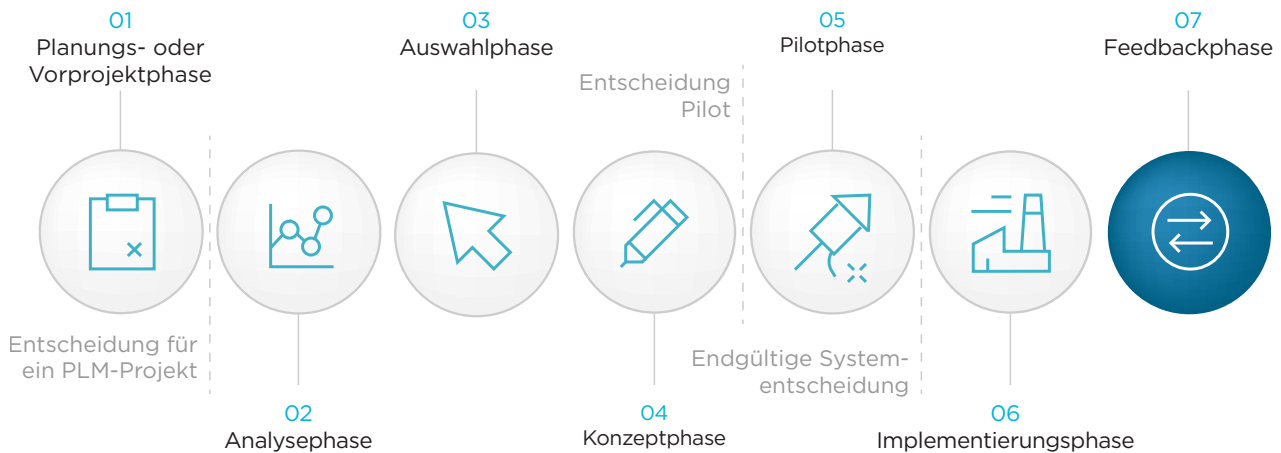 01
Planungs- oder
Vorprojektphase
03
Auswahlphase
05
Pilotphase
07
Feedbackphase
Entscheidung
Pilot
Entscheidung für
ein PLM-Projekt
Endgültige System-
entscheidung
02
Analysephase
04
Konzeptphase
06
Implementierungsphase